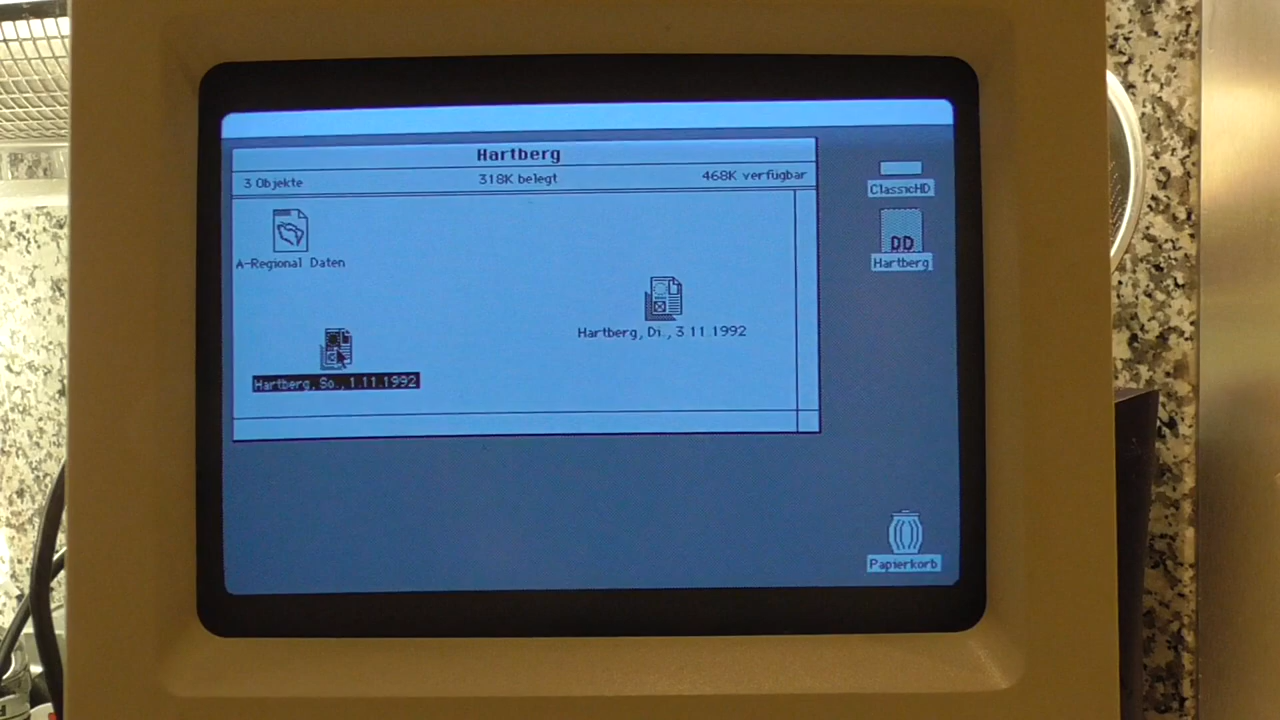 Hartberg
3 Objekte 318K belegt 468K verfügbar
A-Regional Daten
Hartberg, Di., 3.11.1992
Hartberg, So., 1.11.1992
ClassicHD
DD
Hartberg
Papierkorb